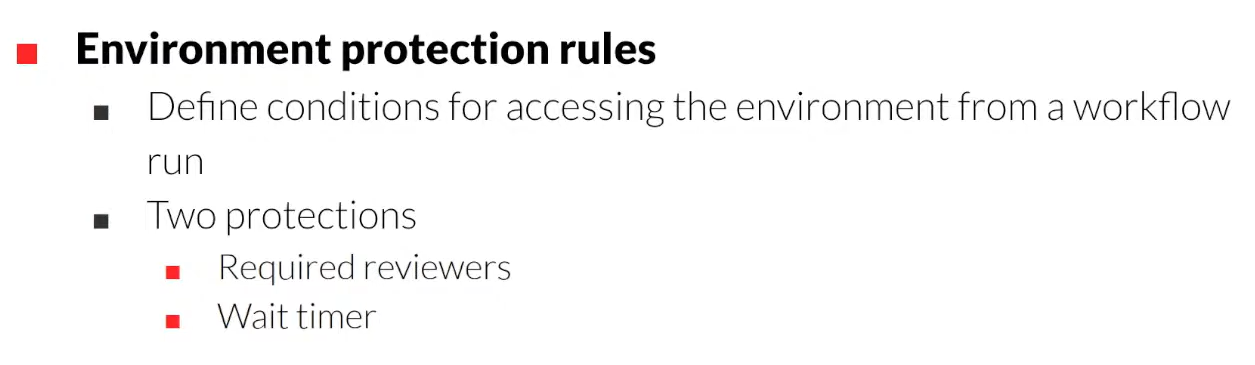 Environment protection rules
Define conditions for accessing the environment from a workflow
run
Two protections
Required reviewers
Wait timer